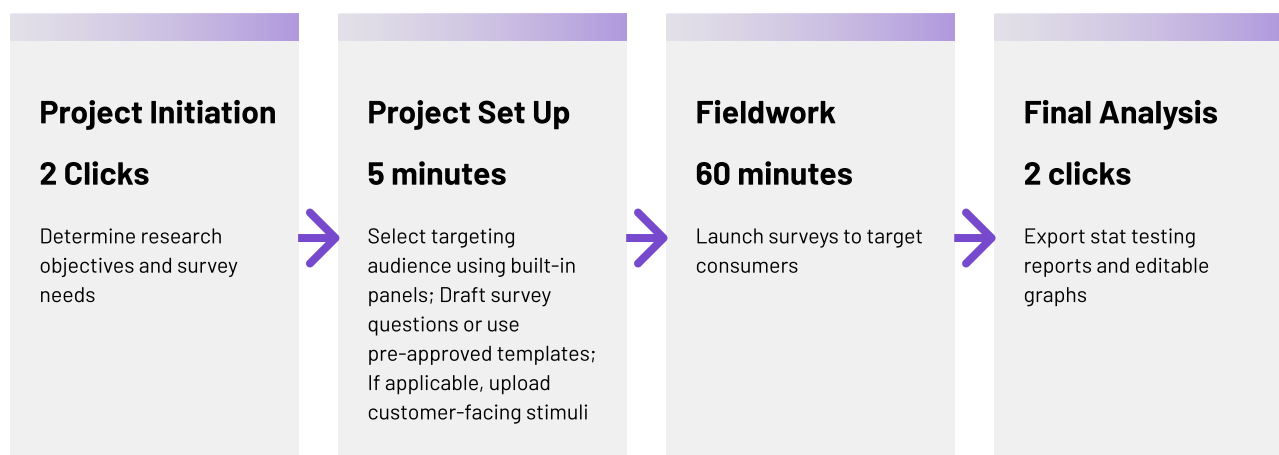 Project Initiation
2 Clicks
Determine research
objectives and survey
needs
Project Set Up
5 minutes
Select targeting
audience using built-in
panels; Draft survey
questions or use
pre-approved templates;
If applicable, upload
customer-facing stimuli
Fieldwork
60 minutes
Launch surveys to target
consumers
Final Analysis
2 clicks
Export stat testing
reports and editable
graphs